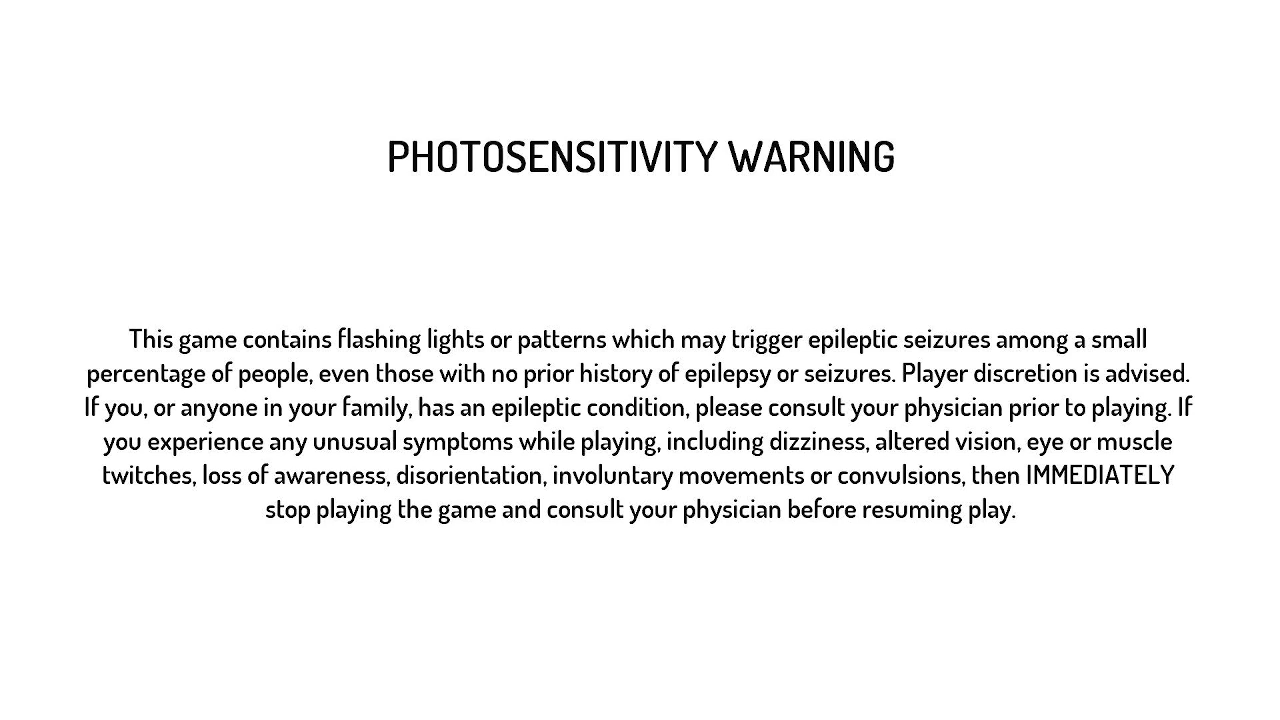 PHOTOSENSITIVITY WARNING
This game contains flashing lights or patterns which may trigger epileptic seizures among a small
percentage of people, even those with no prior history of epilepsy or seizures. Player discretion is advised.
If you, or anyone in your family, has an epileptic condition, please consult your physician prior to playing. If
you experience any unusual symptoms while playing, including dizziness, altered vision, eye or muscle
twitches, loss of awareness, disorientation, involuntary movements or convulsions, then IMMEDIATELY
stop playing the game and consult your physician before resuming play.